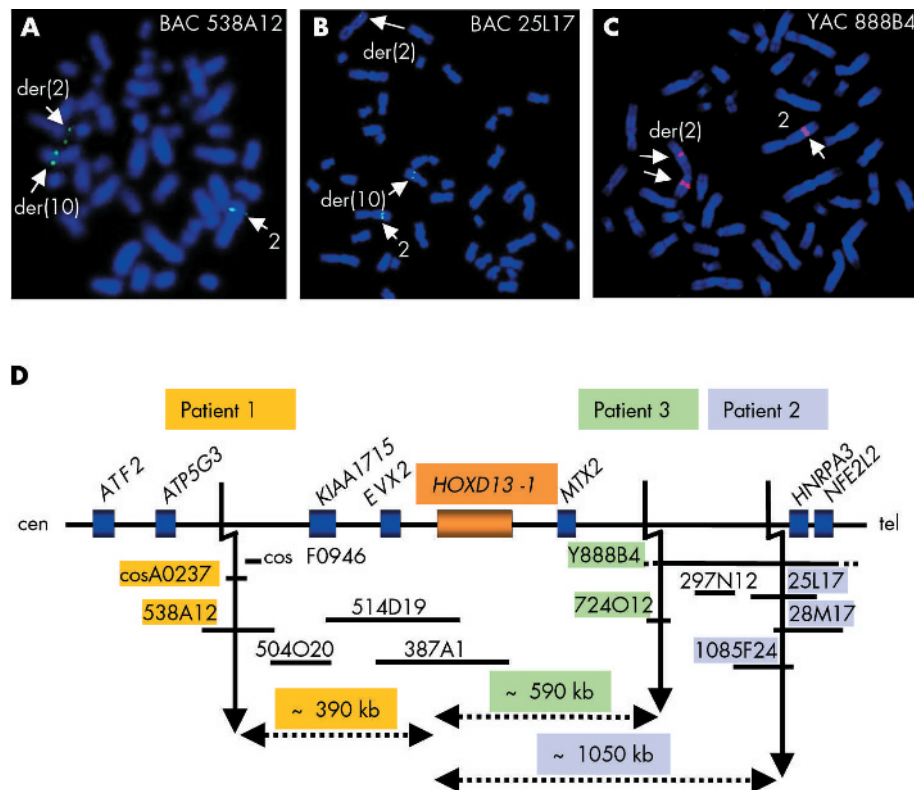 A BAC 538A12
der(2)
der(10)
2
B BAC 25L17
der(2)
der(10)
2
C YAC 888B4
der(2)
2
D
Patient 1 Patient 3 Patient 2
ATF2 ATP5G3 KIAA1715 EVX2 HOXD13 -1 MTX2 HNRPA3 NFE2L2
cen tel
cos F0946 Y888B4
cosA0237 297N12 25L17
538A12 514D19 724O12 28M17
504O20 387A1 1085F24
~ 390 kb ~ 590 kb
~ 1050 kb